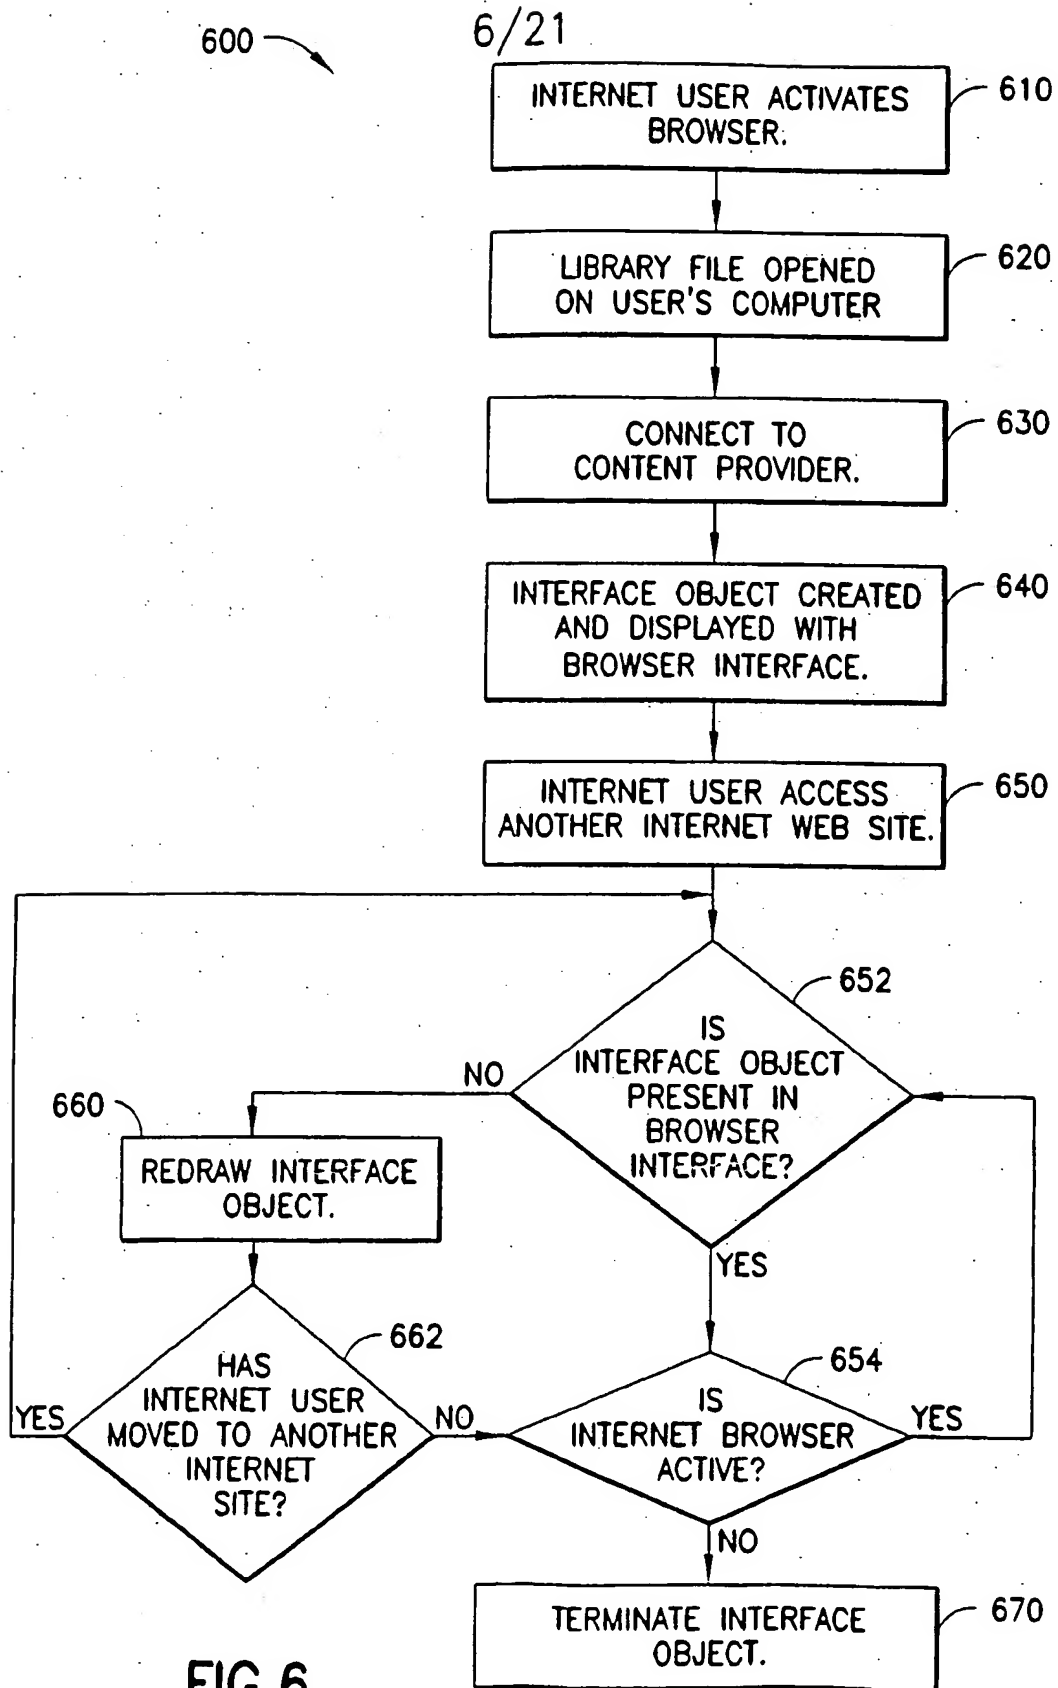 6/21
600
INTERNET USER ACTIVATES
BROWSER.
610
LIBRARY FILE OPENED
ON USER'S COMPUTER
620
CONNECT TO
CONTENT PROVIDER.
630
INTERFACE OBJECT CREATED
AND DISPLAYED WITH
BROWSER INTERFACE.
640
INTERNET USER ACCESS
ANOTHER INTERNET WEB SITE.
650
IS
INTERFACE OBJECT
PRESENT IN
BROWSER
INTERFACE?
652
NO
YES
660
REDRAW INTERFACE
OBJECT.
HAS
INTERNET USER
MOVED TO ANOTHER
INTERNET
SITE?
662
YES
NO
IS
INTERNET BROWSER
ACTIVE?
654
YES
NO
TERMINATE INTERFACE
OBJECT.
670
FIG.6